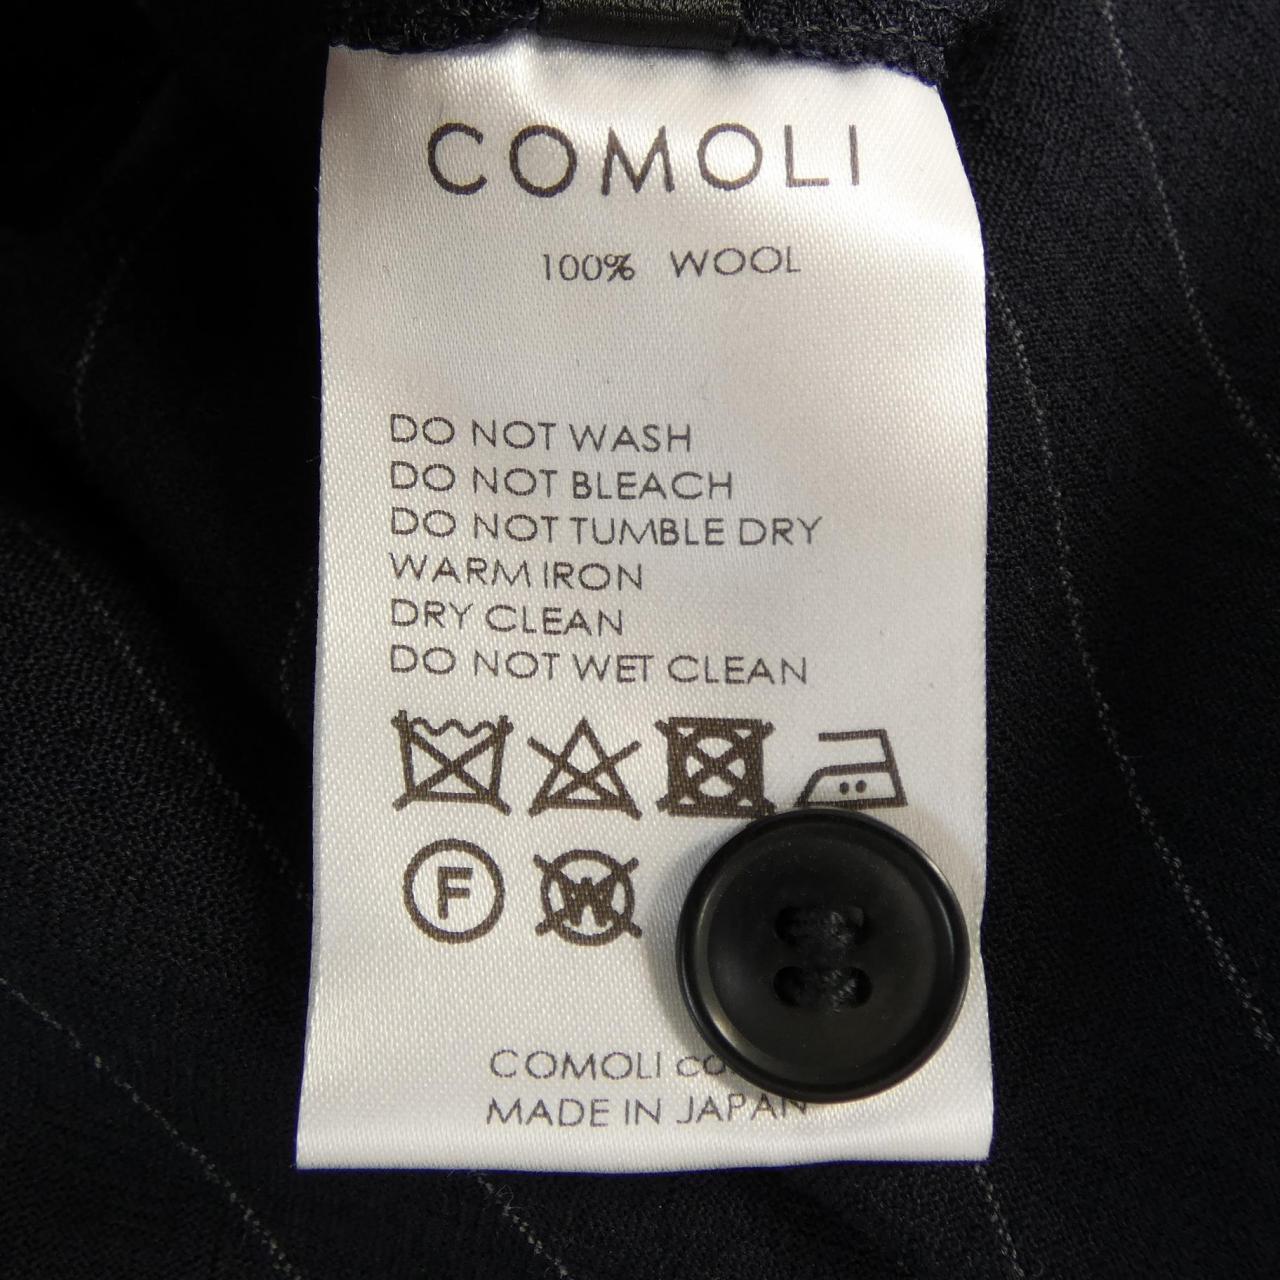 COMOLI
100% WOOL
DO NOT WASH
DO NOT BLEACH
DO NOT TUMBLE DRY
WARM IRON
DRY CLEAN
DO NOT WET CLEAN
F W
COMOLI
MADE IN JAPAN